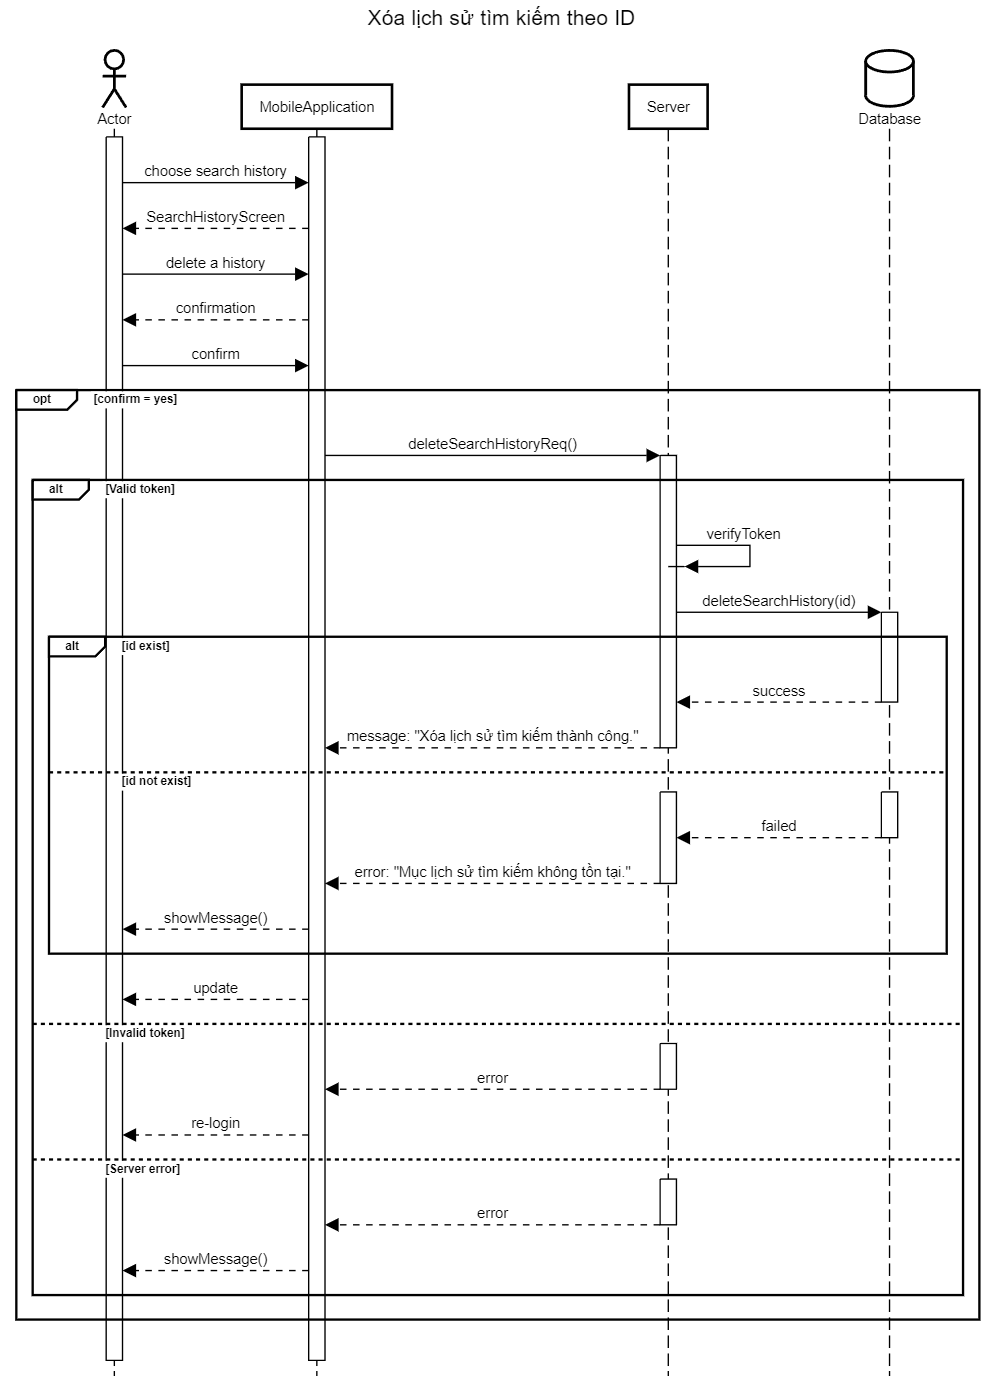 Xóa lịch sử tìm kiếm theo ID
Actor
MobileApplication
Server
Database
choose search history
SearchHistoryScreen
delete a history
confirmation
confirm
opt
[confirm = yes]
deleteSearchHistoryReq()
alt
[Valid token]
verifyToken
deleteSearchHistory(id)
alt
[id exist]
success
message: "Xóa lịch sử tìm kiếm thành công."
[id not exist]
failed
error: "Mục lịch sử tìm kiếm không tồn tại."
showMessage()
update
[Invalid token]
error
re-login
[Server error]
error
showMessage()